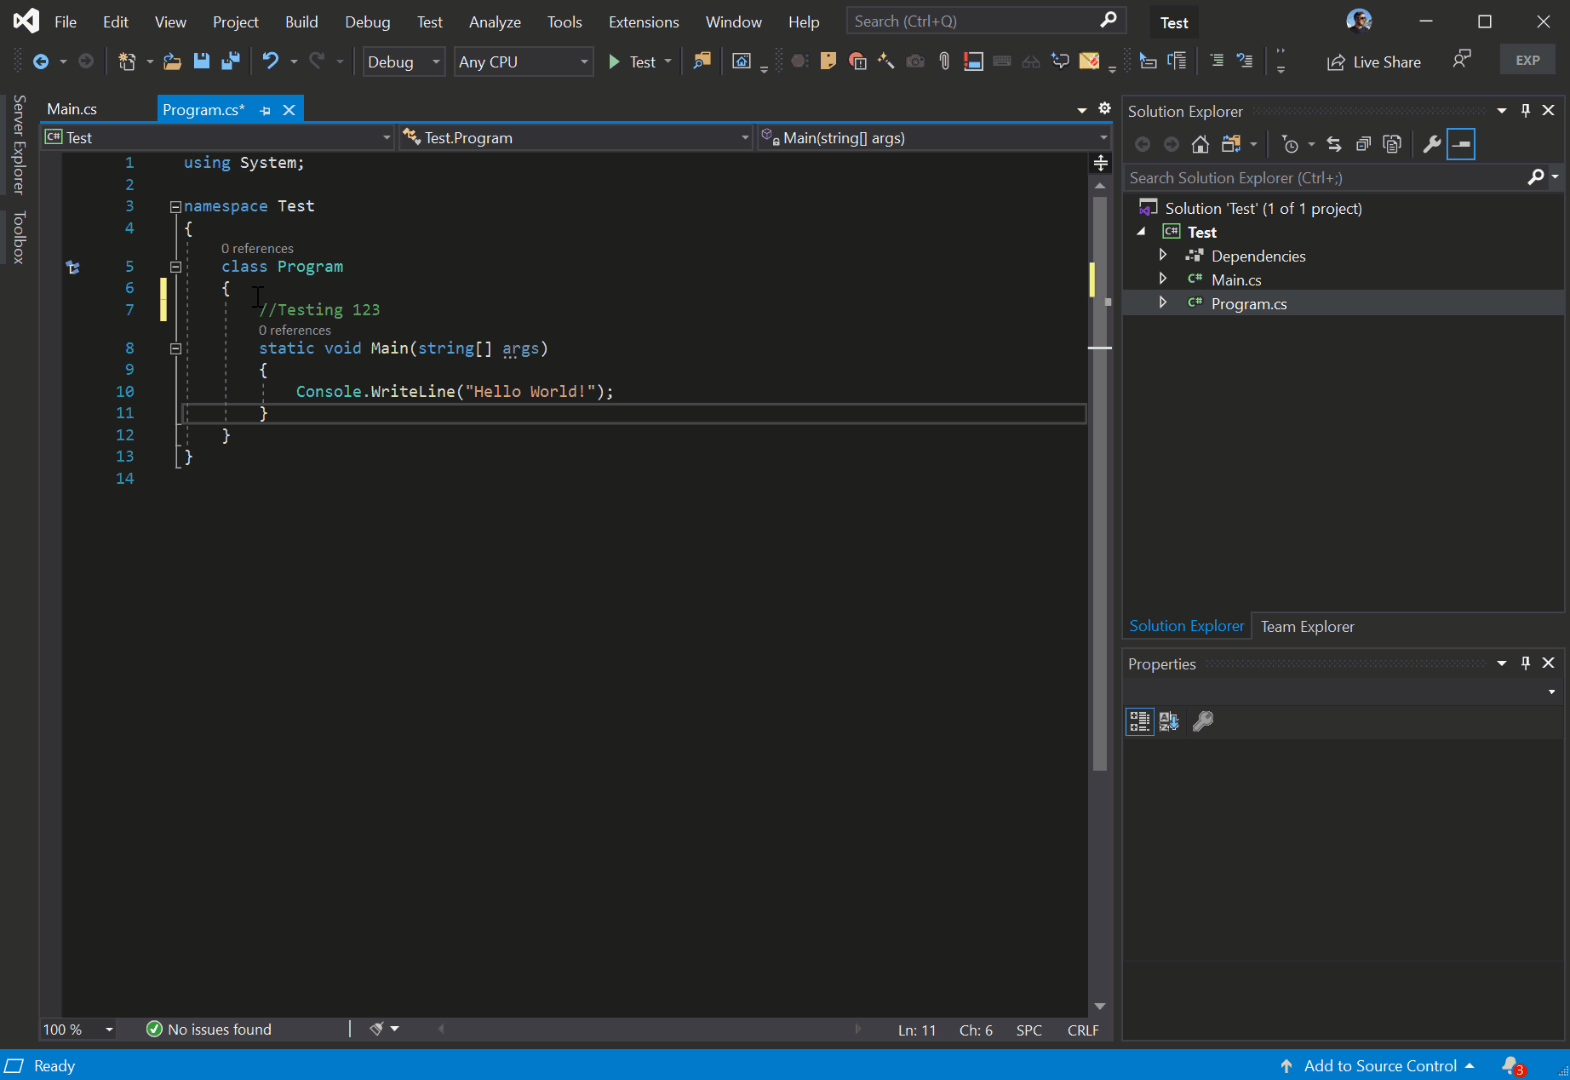 File Edit View Project Build Debug Test Analyze Tools Extensions Window Help Search (Ctrl+Q) Test
Debug Any CPU Test Live Share EXP
Server Explorer
Toolbox
Main.cs Program.cs*
C# Test Test.Program Main(string[] args)
1 using System;
2
3 namespace Test
4 {
0 references
5 class Program
6 {
7 //Testing 123
0 references
8 static void Main(string[] args)
9 {
10 Console.WriteLine("Hello World!");
11 }
12 }
13 }
14
100 % No issues found Ln: 11 Ch: 6 SPC CRLF
Solution Explorer
Search Solution Explorer (Ctrl+;)
Solution 'Test' (1 of 1 project)
C# Test
Dependencies
C# Main.cs
C# Program.cs
Solution Explorer Team Explorer
Properties
Ready Add to Source Control 3